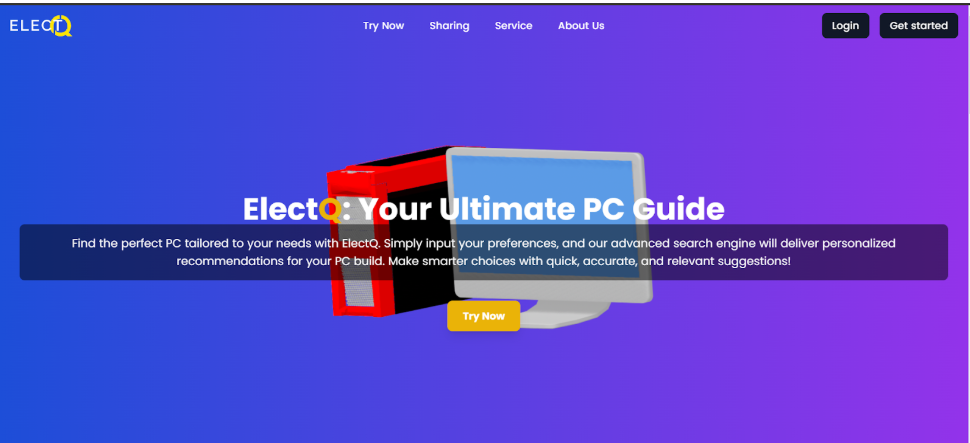 ELECTQ
Try Now
Sharing
Service
About Us
Login
Get started
ElectQ: Your Ultimate PC Guide
Find the perfect PC tailored to your needs with ElectQ. Simply input your preferences, and our advanced search engine will deliver personalized
recommendations for your PC build. Make smarter choices with quick, accurate, and relevant suggestions!
Try Now